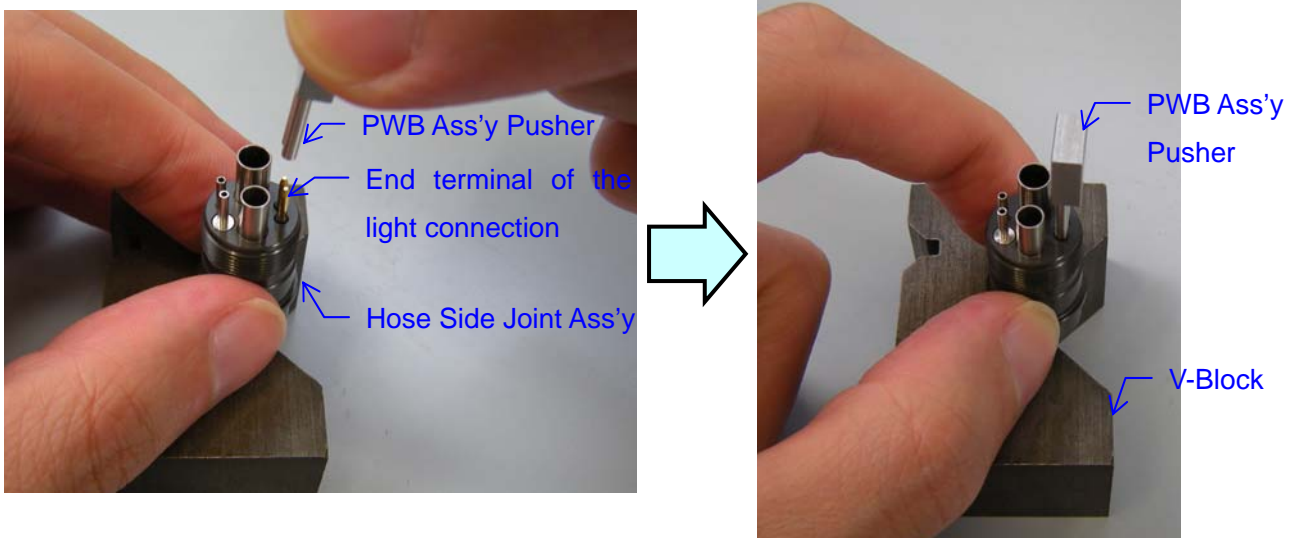 PWB Ass'y Pusher
End terminal of the
light connection
Hose Side Joint Ass'y
PWB Ass'y
Pusher
V-Block